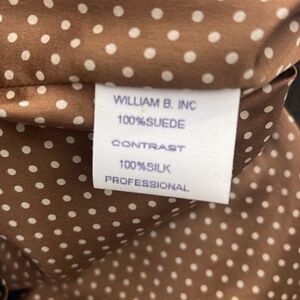 WILLIAM B. INC
100%SUEDE
CONTRAST
100%SILK
PROFESSIONAL